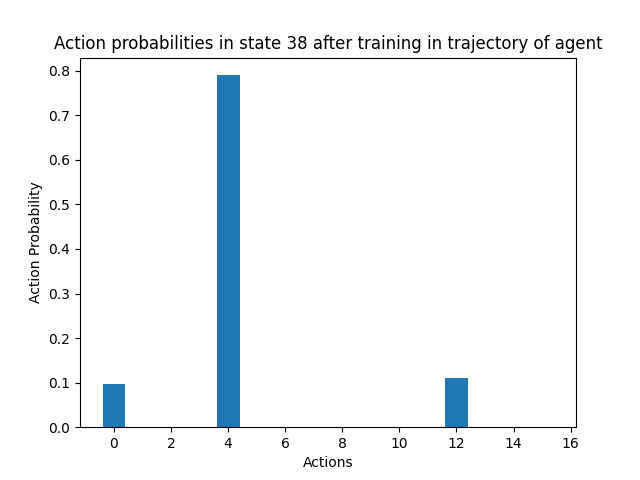 Action probabilities in state 38 after training in trajectory of agent
0.8
0.7
0.6
0.5
0.4
0.3
0.2
0.1
0.0
Action Probability
0 2 4 6 8 10 12 14 16
Actions